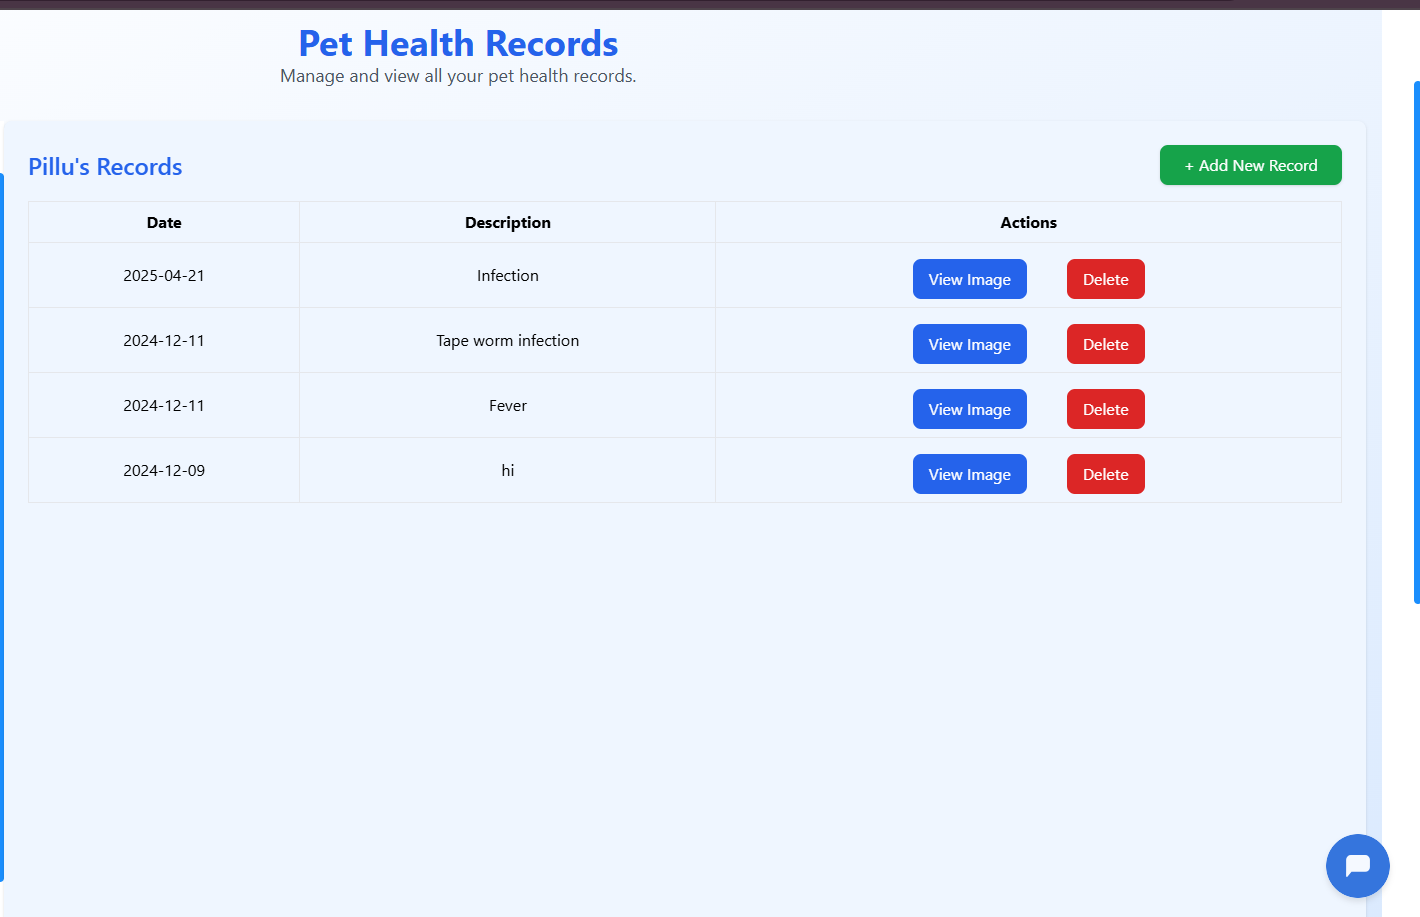 Pet Health Records
Manage and view all your pet health records.
Pillu's Records
+ Add New Record
Date Description Actions
2025-04-21 Infection View Image Delete
2024-12-11 Tape worm infection View Image Delete
2024-12-11 Fever View Image Delete
2024-12-09 hi View Image Delete